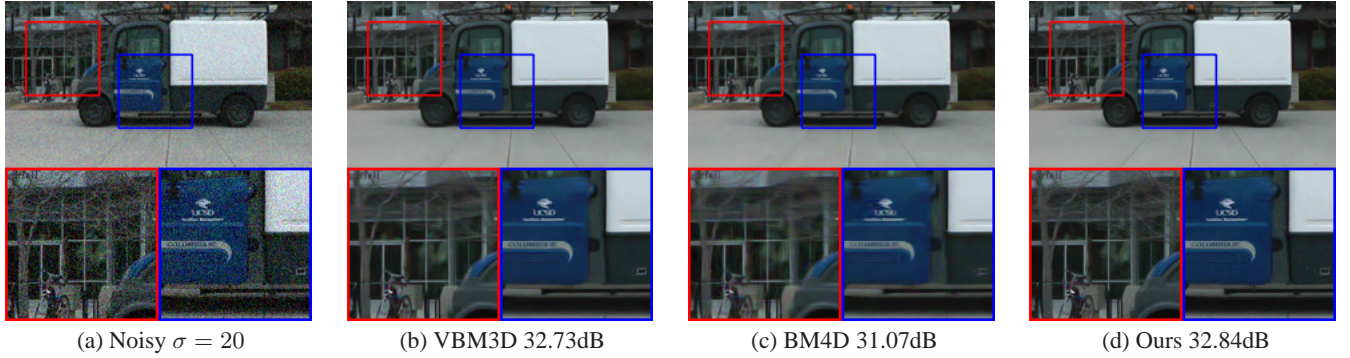 UCSD
UCSD
UCSD
UCSD
(a) Noisy σ = 20
(b) VBM3D 32.73dB
(c) BM4D 31.07dB
(d) Ours 32.84dB